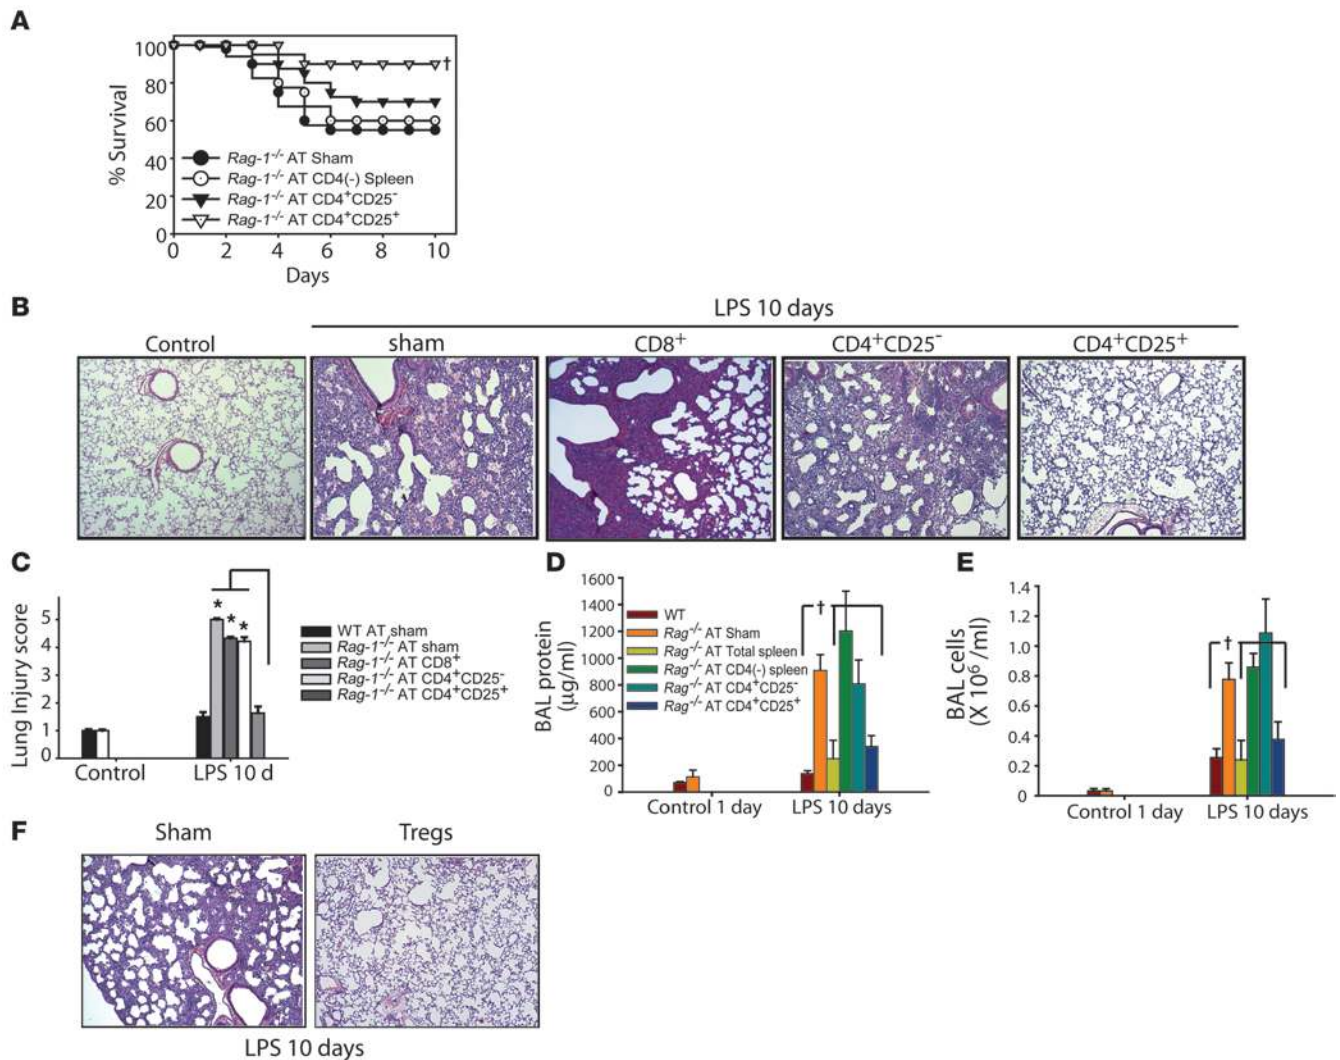 A
% Survival
100
80
60
40
20
0
Rag-1-/- AT Sham
Rag-1-/- AT CD4(-) Spleen
Rag-1-/- AT CD4+CD25-
Rag-1-/- AT CD4+CD25+
†
0 2 4 6 8 10
Days
B
LPS 10 days
Control sham CD8+ CD4+CD25- CD4+CD25+
C
Lung Injury score
5
4
3
2
1
0
* * *
Control LPS 10 d
WT AT sham
Rag-1-/- AT sham
Rag-1-/- AT CD8+
Rag-1-/- AT CD4+CD25-
Rag-1-/- AT CD4+CD25+
D
BAL protein
(µg/ml)
1600
1400
1200
1000
800
600
400
200
0
WT
Rag-/- AT Sham
Rag-/- AT Total spleen
Rag-/- AT CD4(-) spleen
Rag-/- AT CD4+CD25-
Rag-/- AT CD4+CD25+
†
Control 1 day LPS 10 days
E
BAL cells
(X 10⁶/ml)
1.4
1.2
1.0
0.8
0.6
0.4
0.2
0
†
Control 1 day LPS 10 days
F
Sham Tregs
LPS 10 days